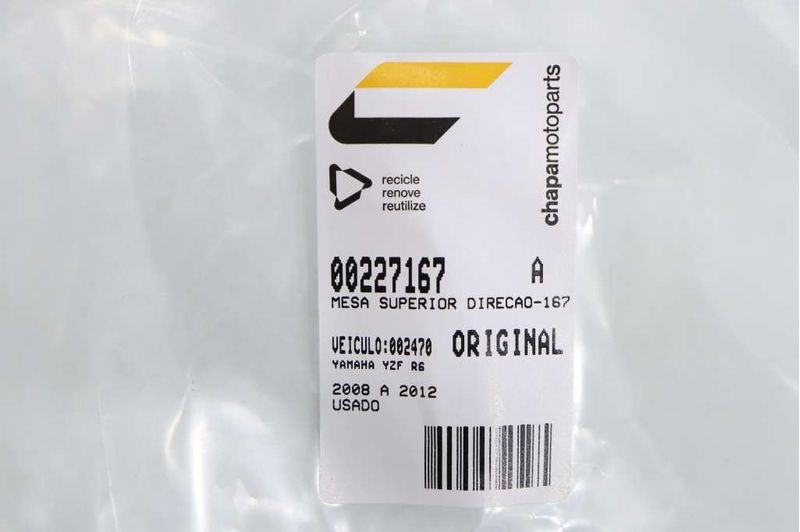 chapamotoparts
recicle
renove
reutilize
00227167 A
MESA SUPERIOR DIRECAO-167
VEICULO:002470 ORIGINAL
YAMAHA YZF R6
2008 A 2012
USADO